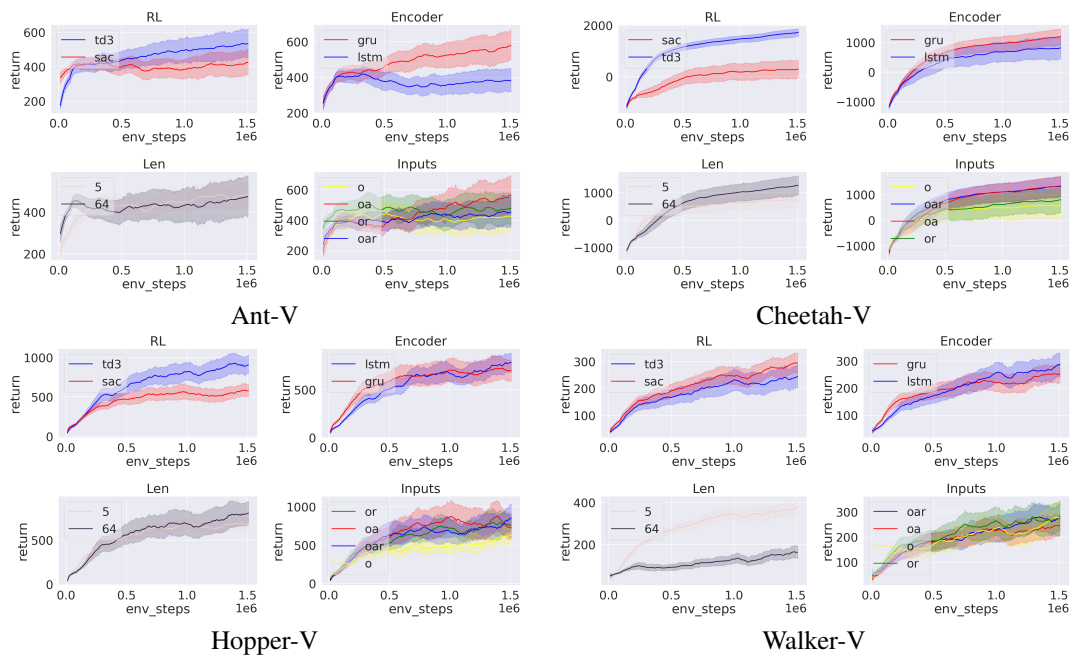 RL
return
600
400
200
td3
sac
0.0
0.5
1.0
1.5
1e6
env_steps
Encoder
return
600
400
200
gru
lstm
0.0
0.5
1.0
1.5
1e6
env_steps
Len
return
400
200
5
64
0.0
0.5
1.0
1.5
1e6
env_steps
Inputs
return
600
400
200
o
oa
or
oar
0.0
0.5
1.0
1.5
1e6
env_steps
Ant-V
RL
return
2000
0
sac
td3
0.0
0.5
1.0
1.5
1e6
env_steps
Encoder
return
1000
0
−1000
gru
lstm
0.0
0.5
1.0
1.5
1e6
env_steps
Len
return
1000
0
−1000
5
64
0.0
0.5
1.0
1.5
1e6
env_steps
Inputs
return
1000
0
−1000
o
oar
oa
or
0.0
0.5
1.0
1.5
1e6
env_steps
Cheetah-V
RL
return
1000
500
0
td3
sac
0.0
0.5
1.0
1.5
1e6
env_steps
Encoder
return
500
0
lstm
gru
0.0
0.5
1.0
1.5
1e6
env_steps
Len
return
500
0
5
64
0.0
0.5
1.0
1.5
1e6
env_steps
Inputs
return
1000
500
0
or
oa
oar
o
0.0
0.5
1.0
1.5
1e6
env_steps
Hopper-V
RL
return
300
200
100
td3
sac
0.0
0.5
1.0
1.5
1e6
env_steps
Encoder
return
300
200
100
gru
lstm
0.0
0.5
1.0
1.5
1e6
env_steps
Len
return
400
200
5
64
0.0
0.5
1.0
1.5
1e6
env_steps
Inputs
return
300
200
100
oar
oa
o
or
0.0
0.5
1.0
1.5
1e6
env_steps
Walker-V